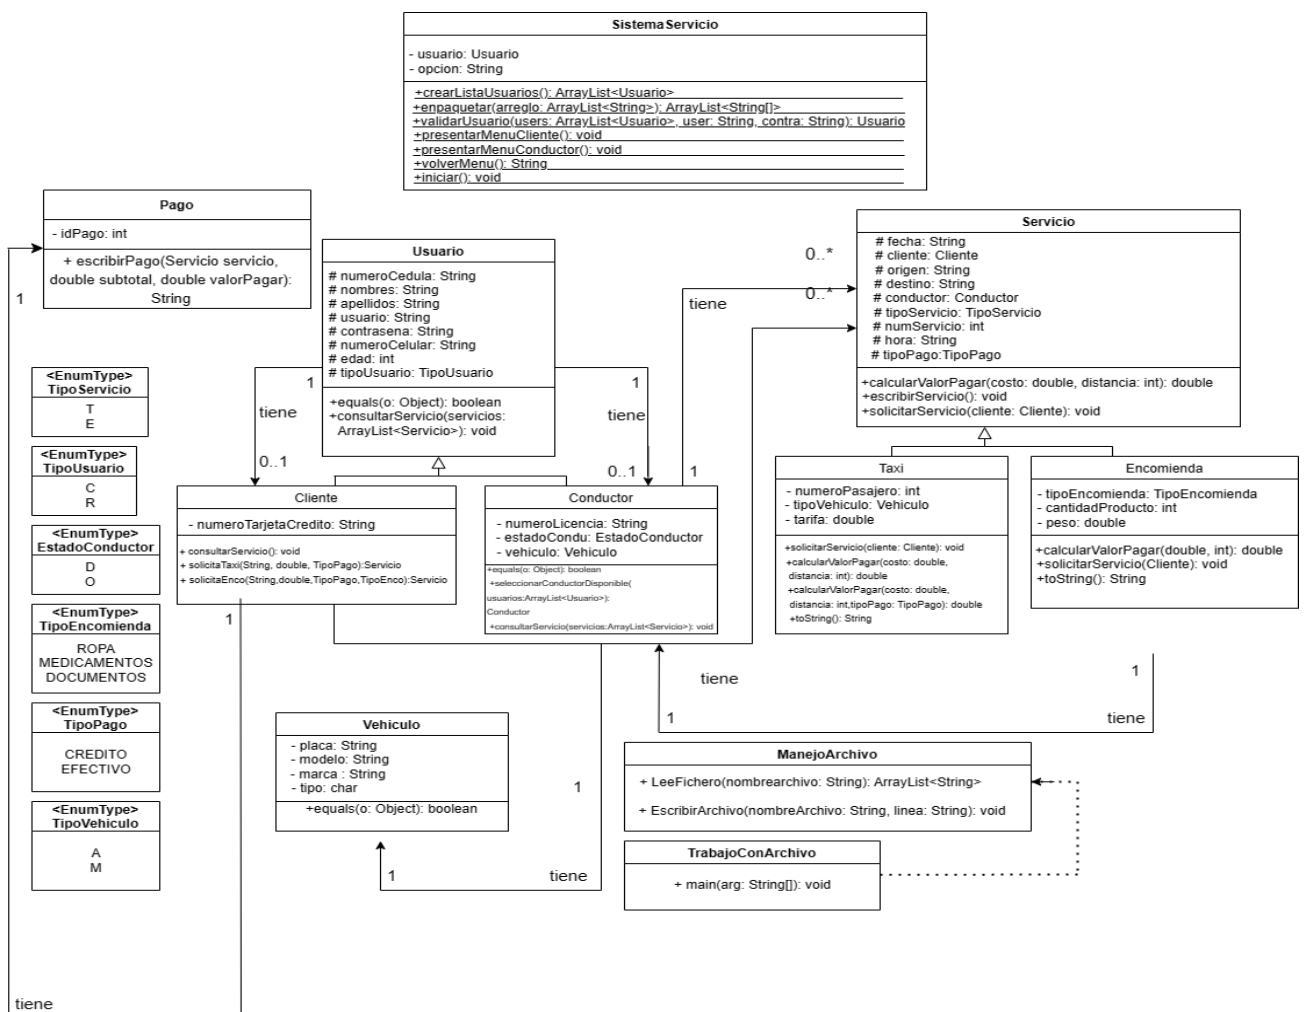 SistemaServicio
- usuario: Usuario
- opcion: String
+crearListaUsuarios(): ArrayList<Usuario>
+enpaquetar(arreglo: ArrayList<String>): ArrayList<String[]>
+validarUsuario(users: ArrayList<Usuario>, user: String, contra: String): Usuario
+presentarMenuCliente(): void
+presentarMenuConductor(): void
+volverMenu(): String
+iniciar(): void
Pago
- idPago: int
+ escribirPago(Servicio servicio,
double subtotal, double valorPagar):
String
1
Usuario
# numeroCedula: String
# nombres: String
# apellidos: String
# usuario: String
# contrasena: String
# numeroCelular: String
# edad: int
# tipoUsuario: TipoUsuario
+equals(o: Object): boolean
+consultarServicio(servicios:
ArrayList<Servicio>): void
Servicio
# fecha: String
# cliente: Cliente
# origen: String
# destino: String
# conductor: Conductor
# tipoServicio: TipoServicio
# numServicio: int
# hora: String
# tipoPago:TipoPago
+calcularValorPagar(costo: double, distancia: int): double
+escribirServicio(): void
+solicitarServicio(cliente: Cliente): void
0..*
0..*
tiene
1
1
tiene
0..1
1
tiene
0..1
<EnumType>
TipoServicio
T
E
<EnumType>
TipoUsuario
C
R
<EnumType>
EstadoConductor
D
O
<EnumType>
TipoEncomienda
ROPA
MEDICAMENTOS
DOCUMENTOS
<EnumType>
TipoPago
CREDITO
EFECTIVO
<EnumType>
TipoVehiculo
A
M
Cliente
- numeroTarjetaCredito: String
+ consultarServicio(): void
+ solicitaTaxi(String, double, TipoPago):Servicio
+ solicitaEnco(String,double,TipoPago,TipoEnco):Servicio
1
Conductor
- numeroLicencia: String
- estadoCondu: EstadoConductor
- vehiculo: Vehiculo
+equals(o: Object): boolean
+seleccionarConductorDisponible(
usuarios:ArrayList<Usuario>):
Conductor
+consultarServicio(servicios:ArrayList<Servicio>): void
Taxi
- numeroPasajero: int
- tipoVehiculo: Vehiculo
- tarifa: double
+solicitarServicio(cliente: Cliente): void
+calcularValorPagar(costo: double,
distancia: int): double
+calcularValorPagar(costo: double,
distancia: int,tipoPago: TipoPago): double
+toString(): String
Encomienda
- tipoEncomienda: TipoEncomienda
- cantidadProducto: int
- peso: double
+calcularValorPagar(double, int): double
+solicitarServicio(Cliente): void
+toString(): String
tiene
1
1
tiene
Vehiculo
- placa: String
- modelo: String
- marca : String
- tipo: char
+equals(o: Object): boolean
1
1
tiene
ManejoArchivo
+ LeeFichero(nombrearchivo: String): ArrayList<String>
+ EscribirArchivo(nombreArchivo: String, linea: String): void
TrabajoConArchivo
+ main(arg: String[]): void
tiene